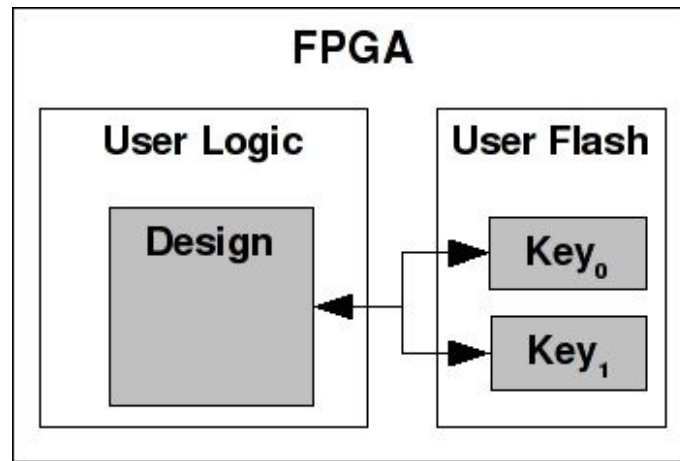 FPGA
User Logic
User Flash
Design
Key₀
Key₁